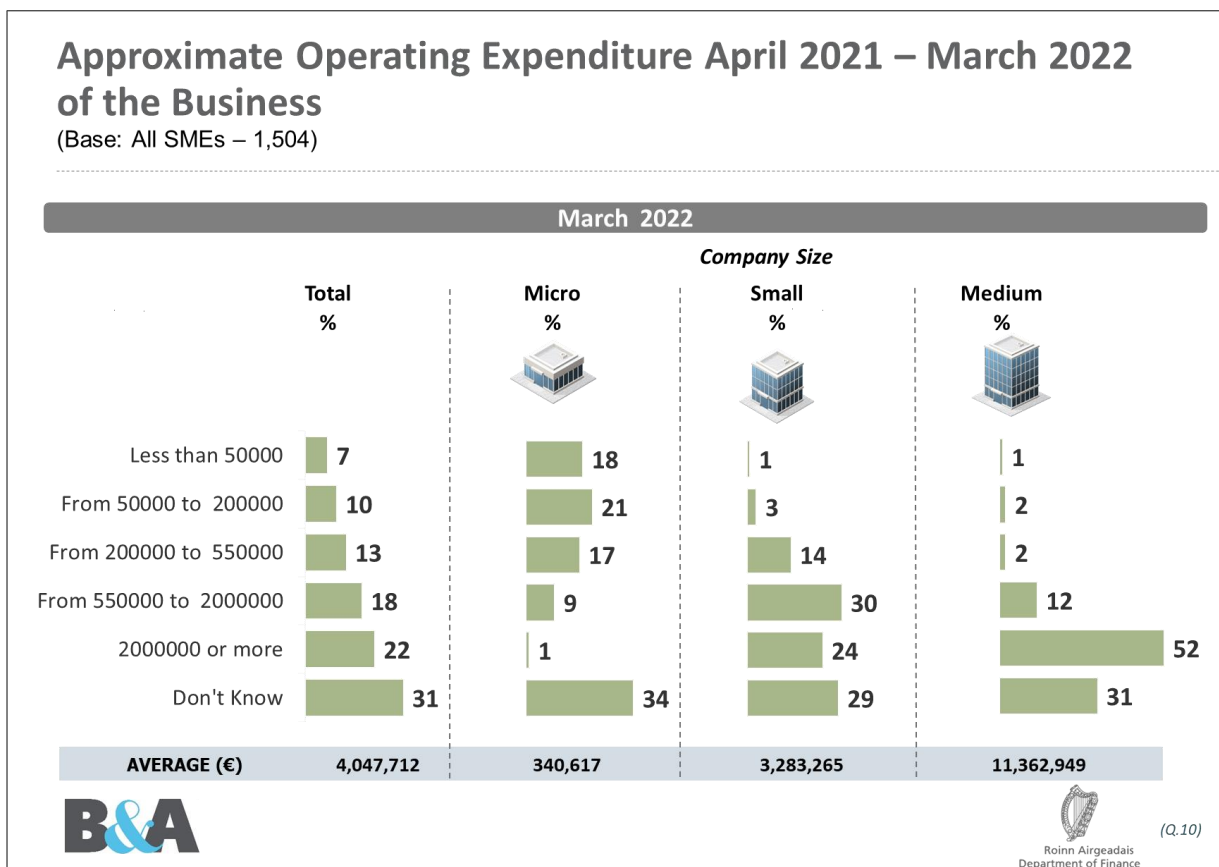 Approximate Operating Expenditure April 2021 – March 2022
of the Business
(Base: All SMEs – 1,504)
March 2022
Company Size
Total Micro Small Medium
% % % %
Less than 50000 7 18 1 1
From 50000 to 200000 10 21 3 2
From 200000 to 550000 13 17 14 2
From 550000 to 2000000 18 9 30 12
2000000 or more 22 1 24 52
Don't Know 31 34 29 31
AVERAGE (€) 4,047,712 340,617 3,283,265 11,362,949
B&A
(Q.10)
Roinn Airgeadais
Department of Finance